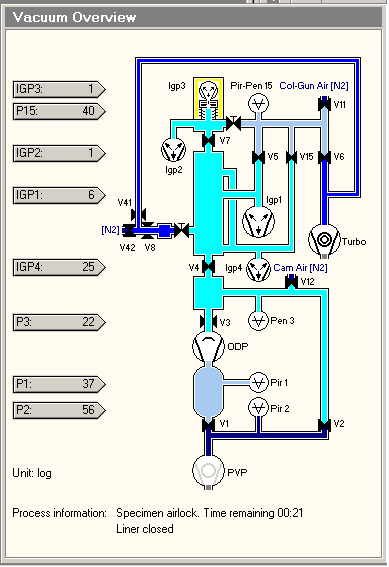 Vacuum Overview
Igp3
Pir-Pen 15
Col-Gun Air [N2]
IGP3: 1
P15: 40
V11
V7
IGP2: 1
Igp2
V5
V15
V6
IGP1: 6
Igp1
V41
[N2]
V42
V8
Turbo
IGP4: 25
V4
Igp4
Cam Air [N2]
V12
P3: 22
V3
Pen 3
ODP
P1: 37
Pir 1
P2: 56
Pir 2
V1
V2
Unit: log
PVP
Process information: Specimen airlock. Time remaining 00:21
Liner closed